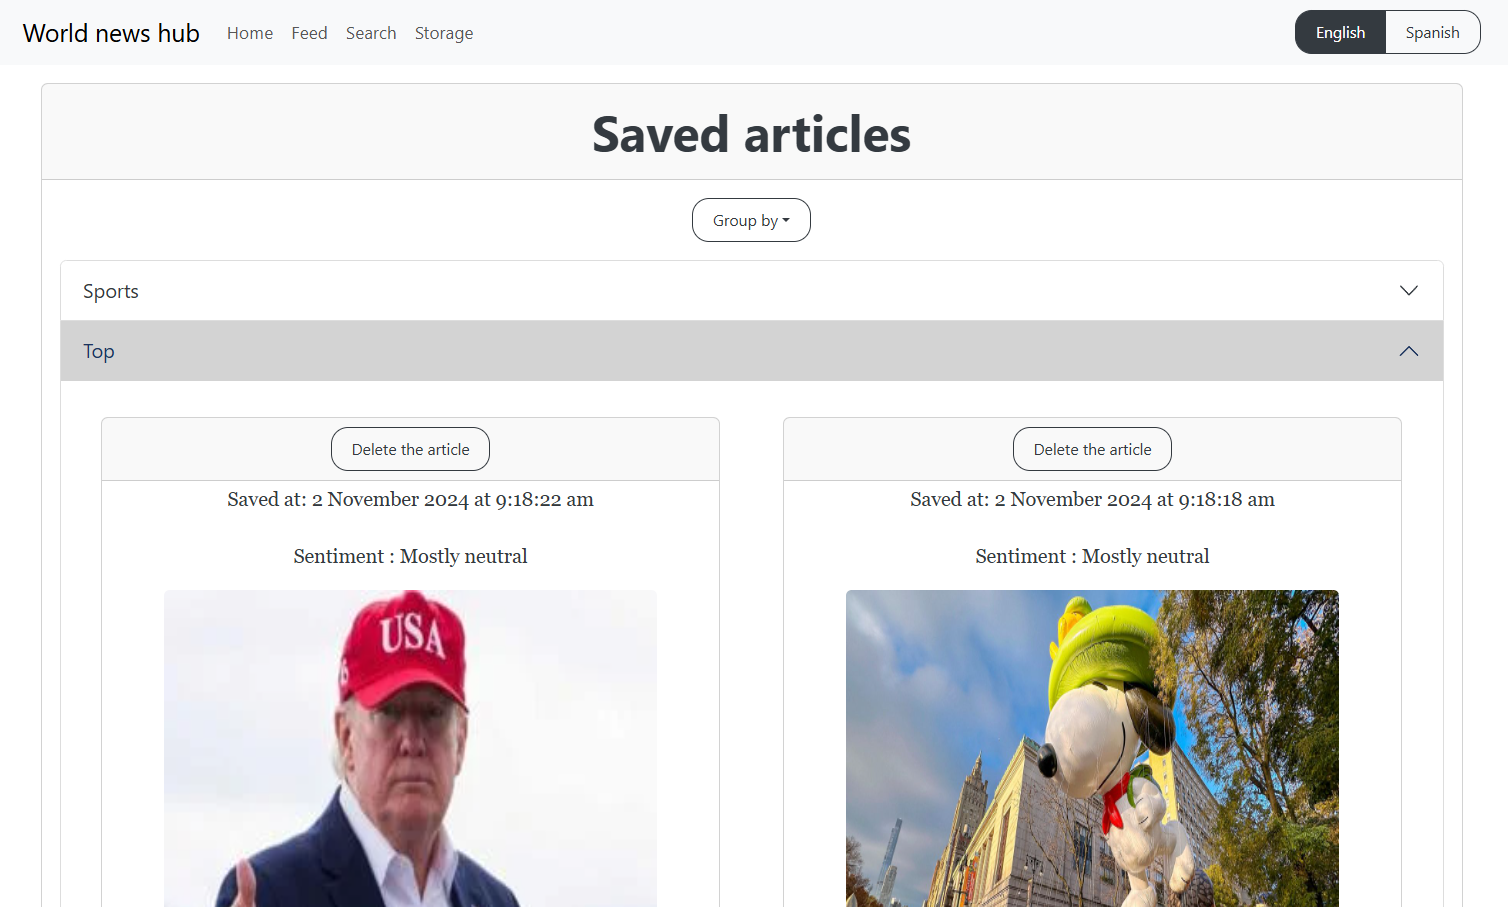 World news hub Home Feed Search Storage English Spanish
Saved articles
Group by
Sports
Top
Delete the article
Saved at: 2 November 2024 at 9:18:22 am
Sentiment : Mostly neutral
USA
Delete the article
Saved at: 2 November 2024 at 9:18:18 am
Sentiment : Mostly neutral